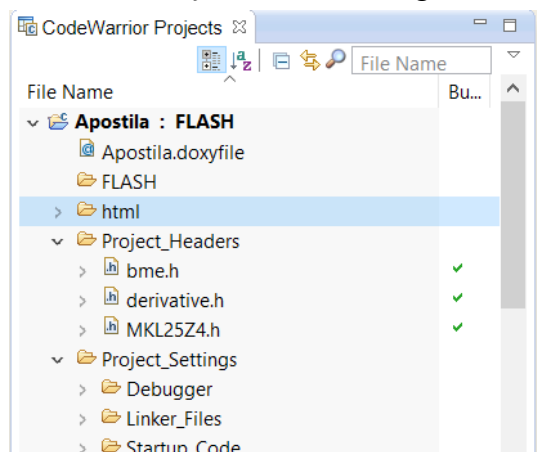 CodeWarrior Projects
File Name
File Name Bu...
Apostila : FLASH
Apostila.doxyfile
FLASH
html
Project_Headers
bme.h
derivative.h
MKL25Z4.h
Project_Settings
Debugger
Linker_Files
Startup_Code